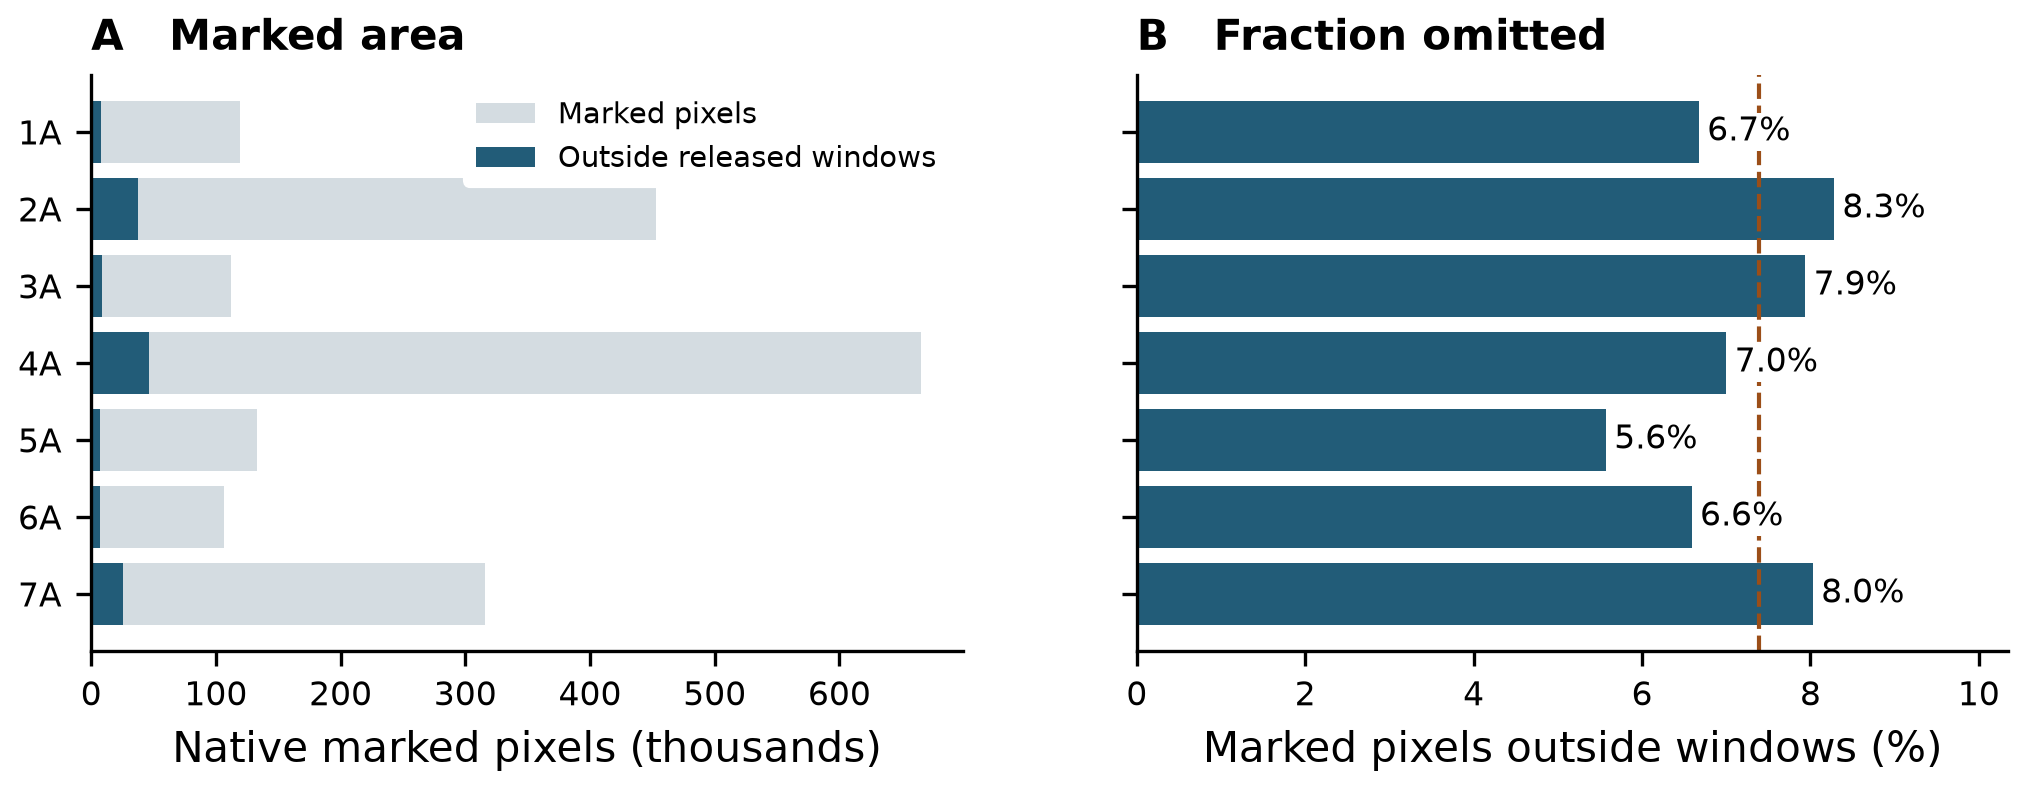 A Marked area
Marked pixels
Outside released windows
1A
2A
3A
4A
5A
6A
7A
0 100 200 300 400 500 600
Native marked pixels (thousands)
B Fraction omitted
6.7%
8.3%
7.9%
7.0%
5.6%
6.6%
8.0%
0 2 4 6 8 10
Marked pixels outside windows (%)